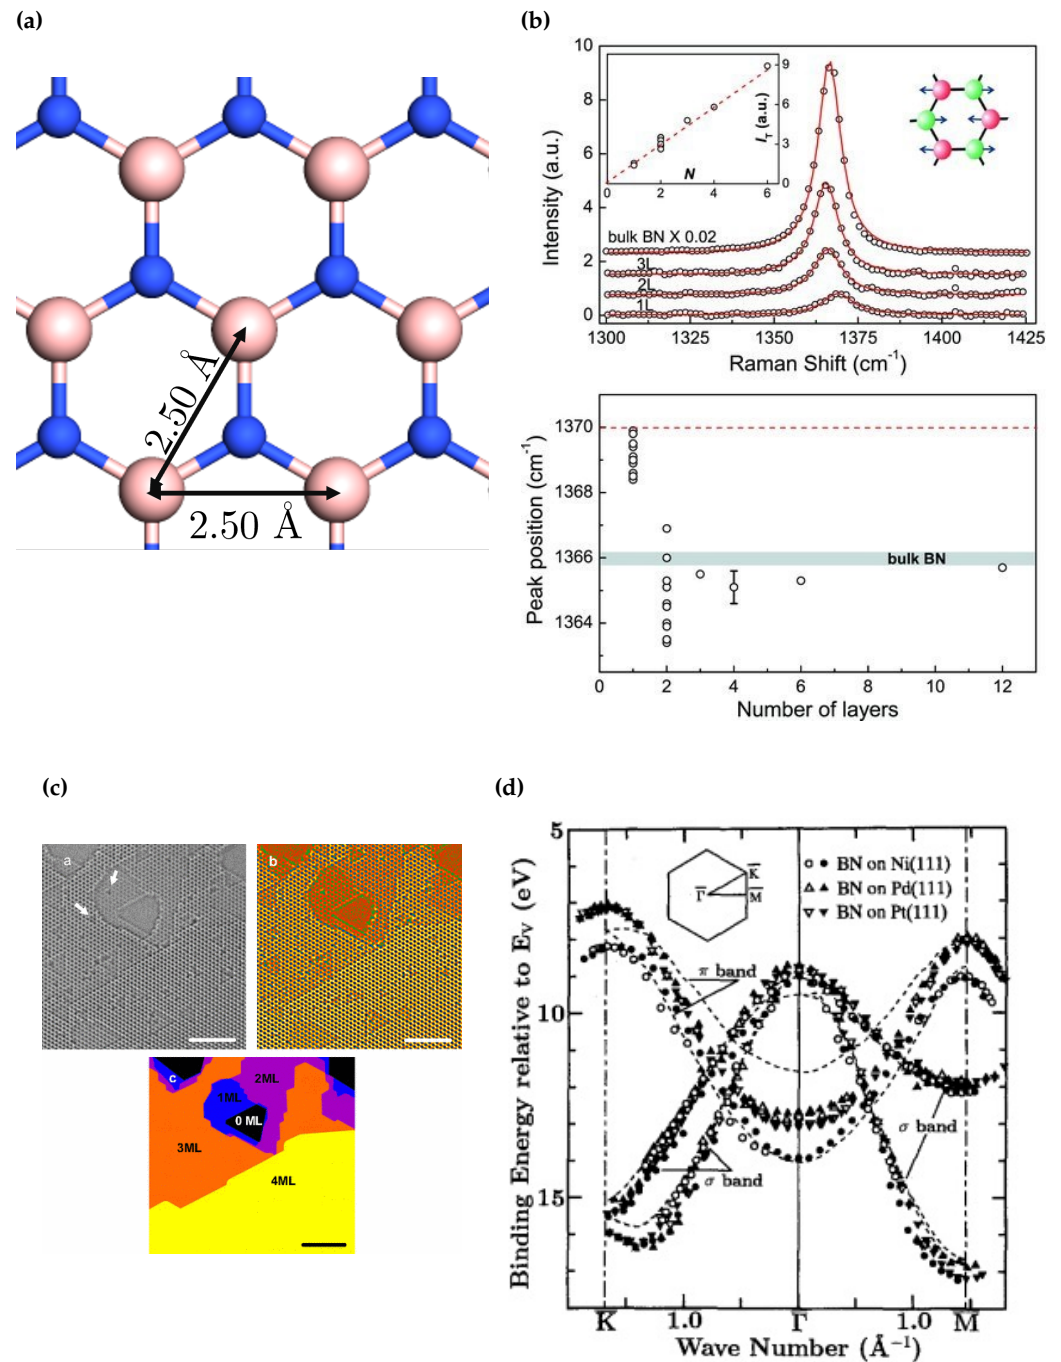 (a)
2.50 Å
2.50 Å
(b)
10
8
6
4
2
0
Intensity (a.u.)
9
6
3
0
I_T (a.u.)
0
2
4
6
N
bulk BN X 0.02
3L
2L
1L
1300
1325
1350
1375
1400
1425
Raman Shift (cm⁻¹)
1370
1368
1366
1364
Peak position (cm⁻¹)
bulk BN
0
2
4
6
8
10
12
Number of layers
(c)
a
b
c
2ML
1ML
0 ML
3ML
4ML
(d)
5
10
15
Binding Energy relative to E_V (eV)
K̅
Γ̅
M̅
BN on Ni(111)
BN on Pd(111)
BN on Pt(111)
π band
σ band
σ band
K̅
1.0
Γ̅
1.0
M̅
Wave Number (Å⁻¹)